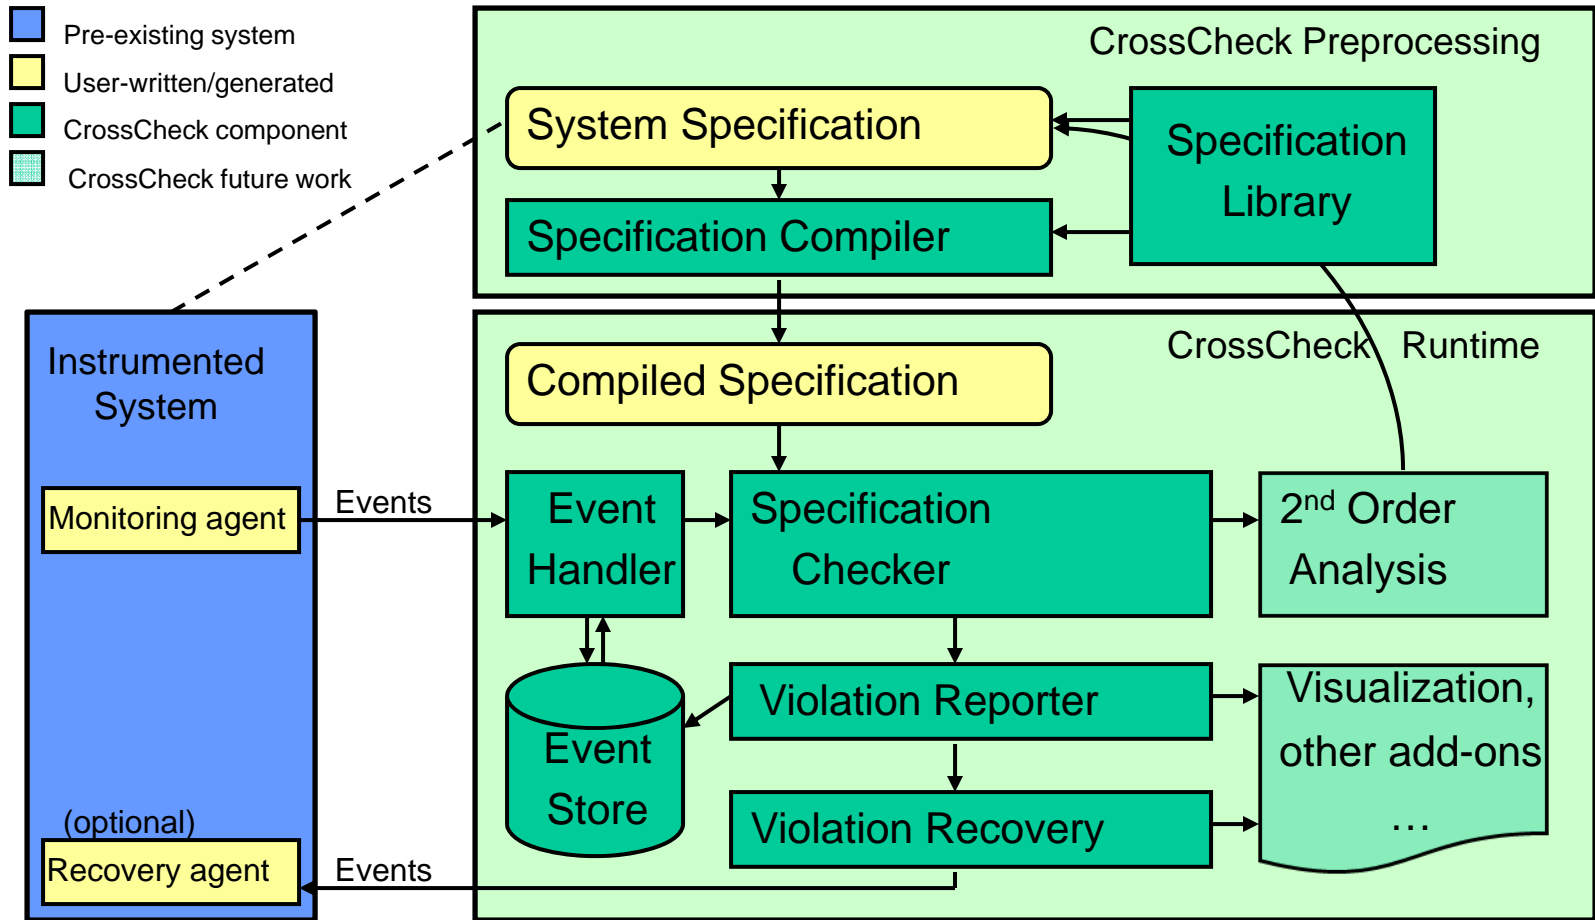 Pre-existing system
User-written/generated
CrossCheck component
CrossCheck future work
CrossCheck Preprocessing
System Specification
Specification
Library
Specification Compiler
CrossCheck Runtime
Compiled Specification
Instrumented
System
Monitoring agent
Events
Event
Handler
Specification
Checker
2nd Order
Analysis
Violation Reporter
Visualization,
other add-ons
…
Event
Store
Violation Recovery
(optional)
Recovery agent
Events